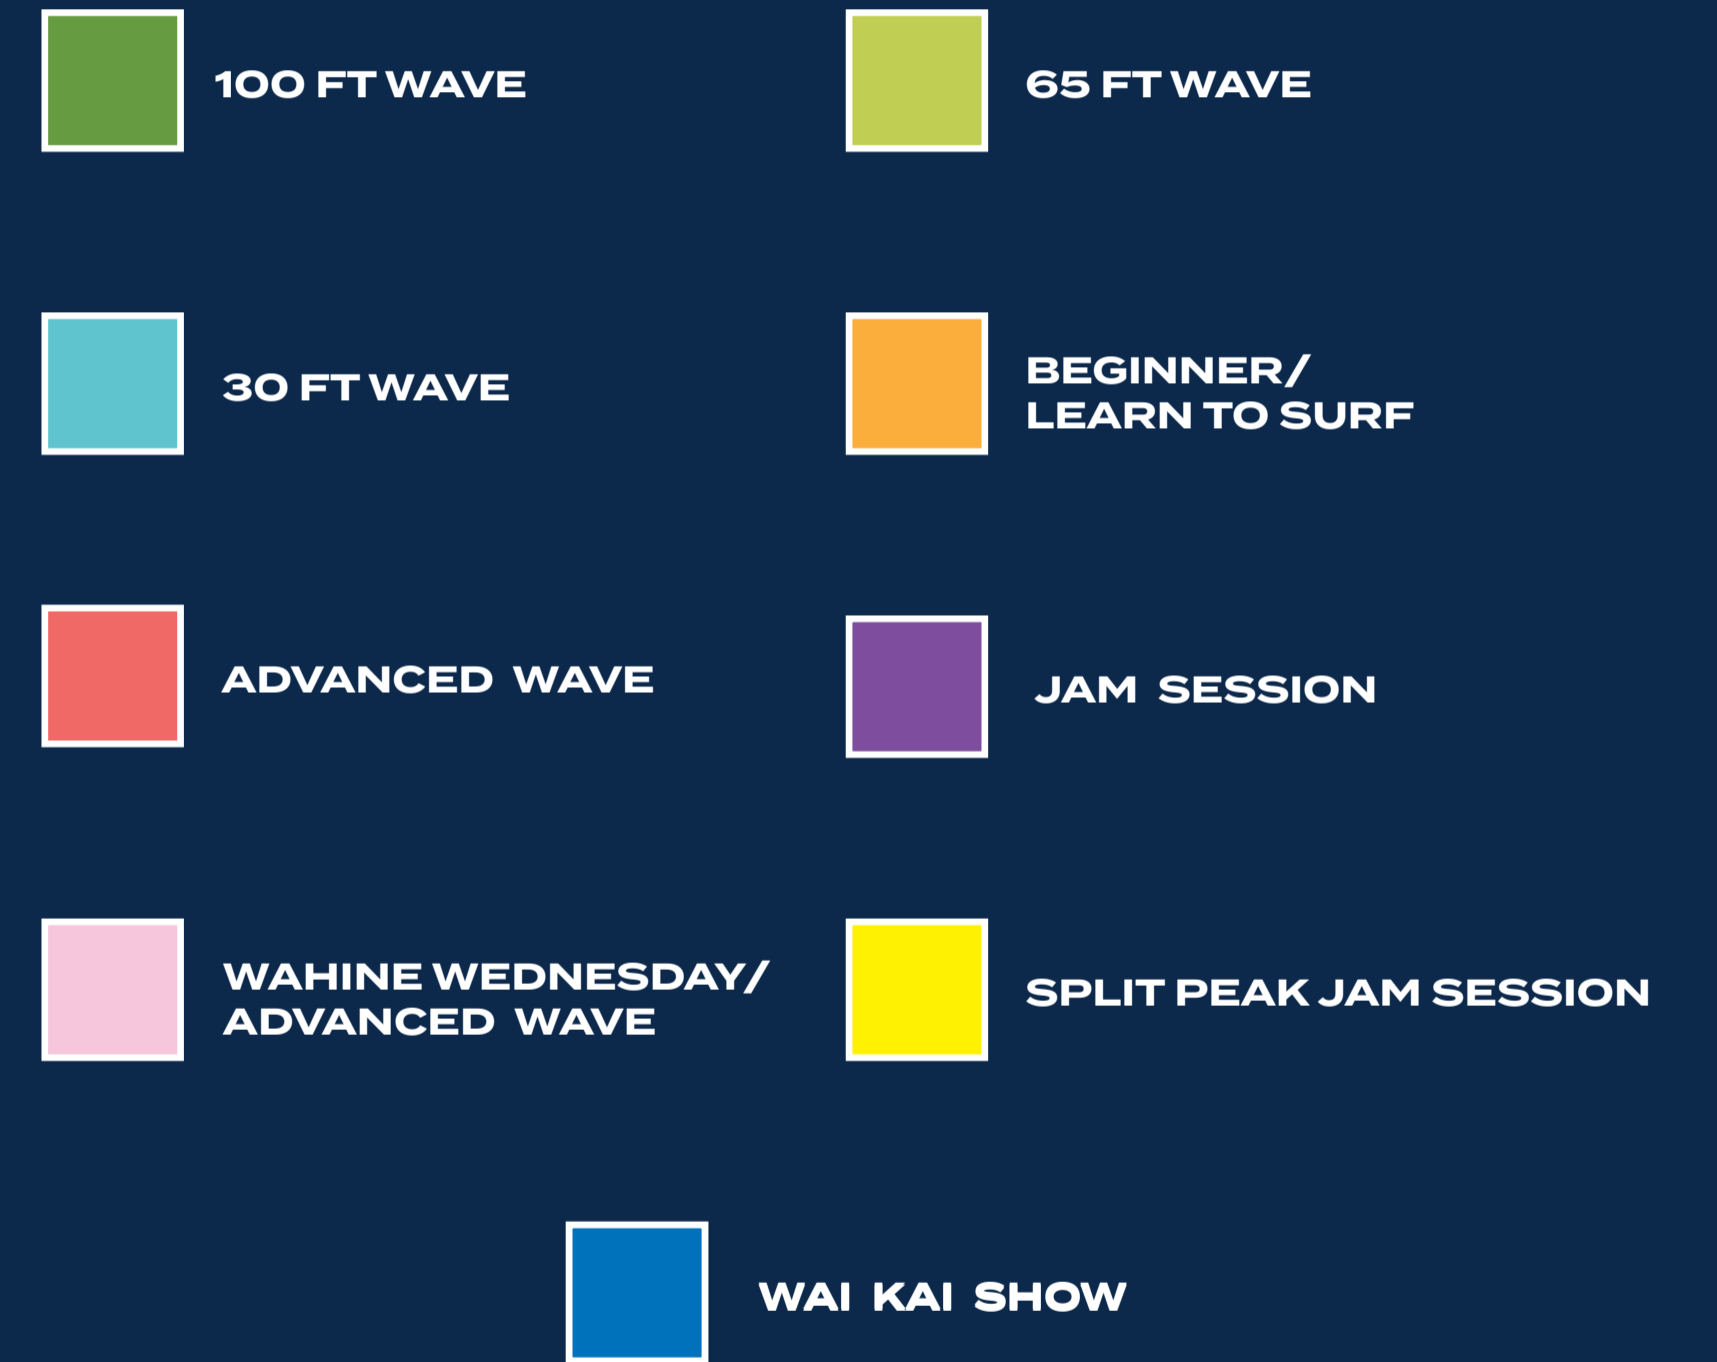 100 FT WAVE
65 FT WAVE
30 FT WAVE
BEGINNER/
LEARN TO SURF
ADVANCED WAVE
JAM SESSION
WAHINE WEDNESDAY/
ADVANCED WAVE
SPLIT PEAK JAM SESSION
WAI KAI SHOW